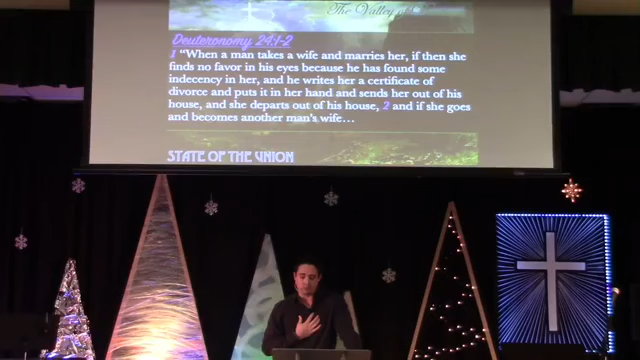 The Valley of
Deuteronomy 24:1-2
1 “When a man takes a wife and marries her, if then she
finds no favor in his eyes because he has found some
indecency in her, and he writes her a certificate of
divorce and puts it in her hand and sends her out of his
house, and she departs out of his house, 2 and if she goes
and becomes another man's wife…
STATE OF THE UNION